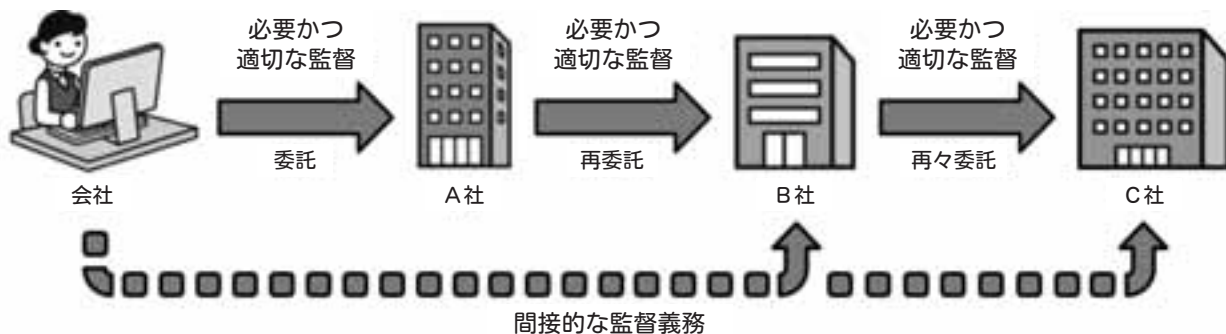 必要かつ
適切な監督
必要かつ
適切な監督
必要かつ
適切な監督
委託
再委託
再々委託
会社
A社
B社
C社
間接的な監督義務